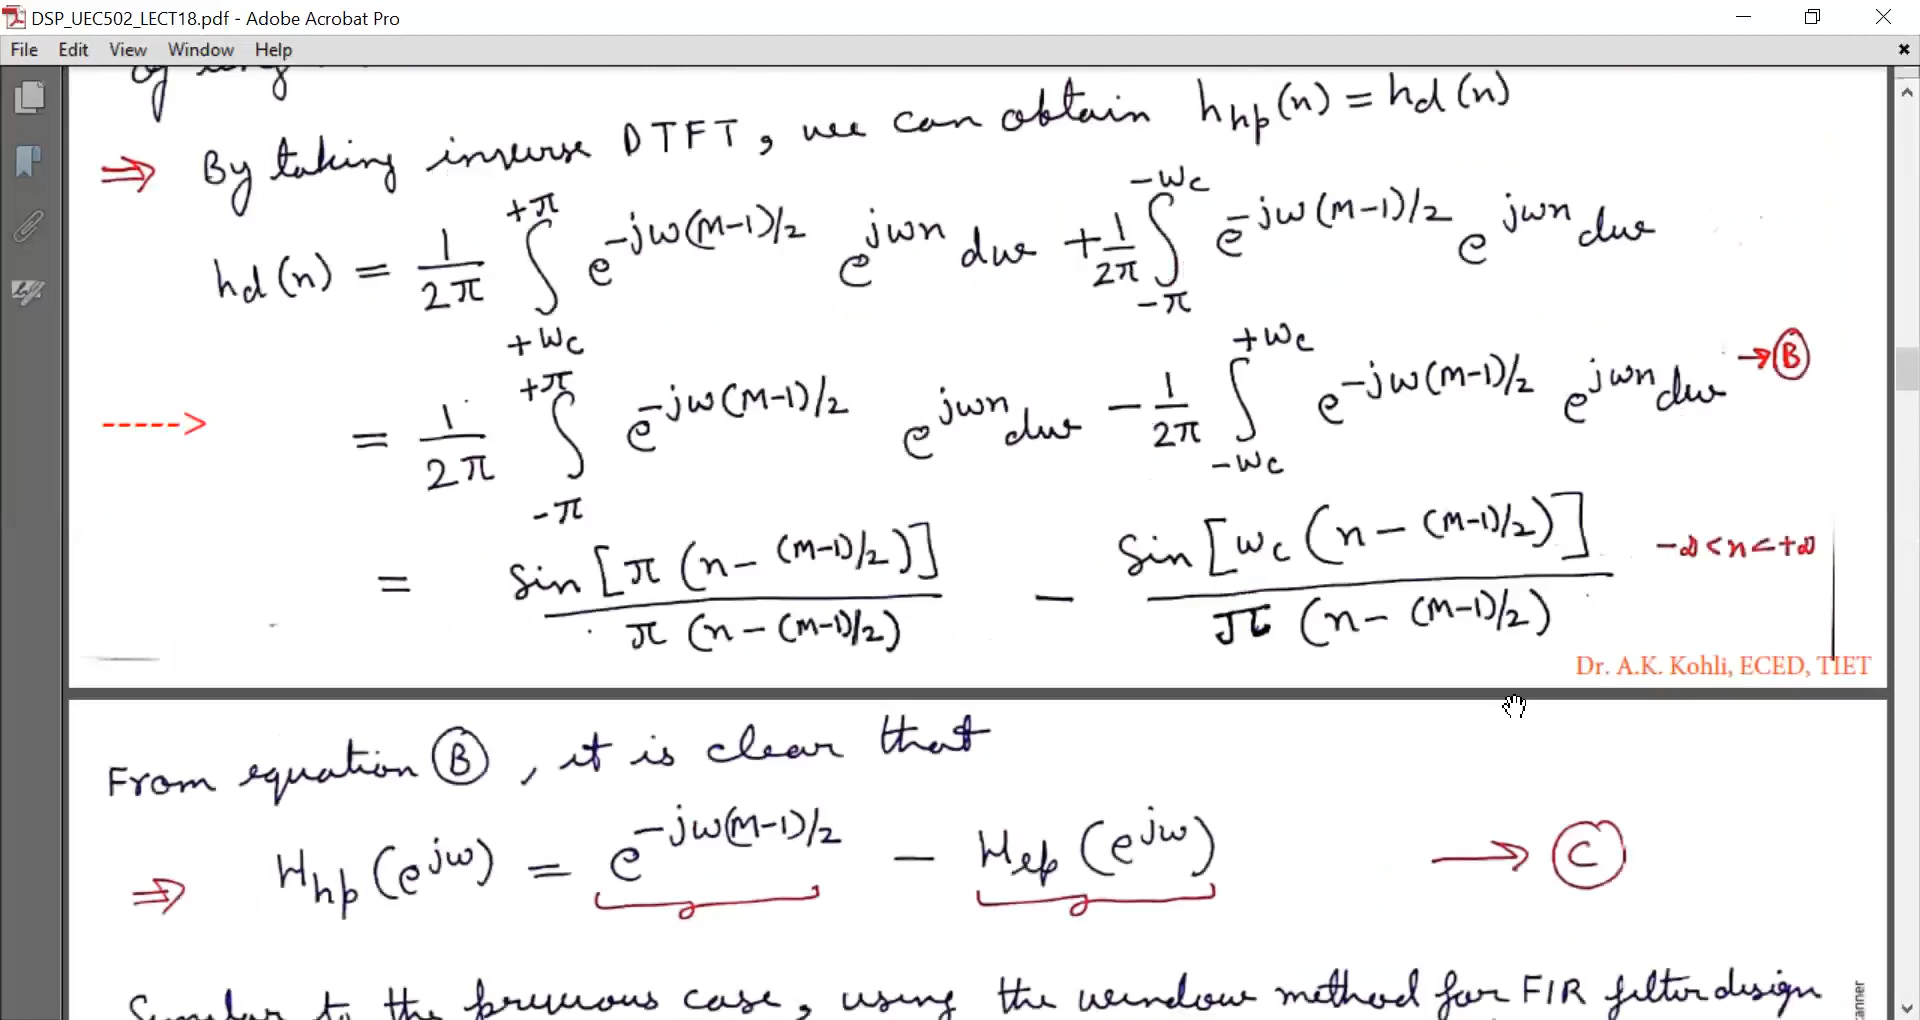 DSP_UEC502_LECT18.pdf - Adobe Acrobat Pro
File Edit View Window Help
By taking inverse DTFT, we can obtain h_hp(n) = hd(n)
hd(n) = 1/2π ∫_{+wc}^{+π} e^{-jw(M-1)/2} e^{jwn} dw + 1/2π ∫_{-π}^{-wc} e^{-jw(M-1)/2} e^{jwn} dw
-----> = 1/2π ∫_{-π}^{+π} e^{-jw(M-1)/2} e^{jwn} dw - 1/2π ∫_{-wc}^{+wc} e^{-jw(M-1)/2} e^{jwn} dw → B
= sin[π(n-(M-1)/2)] / π(n-(M-1)/2) - sin[wc(n-(M-1)/2)] / π(n-(M-1)/2) -∞<n<+∞
Dr. A.K. Kohli, ECED, TIET
From equation B, it is clear that
⇒ H_hp(e^{jw}) = e^{-jw(M-1)/2} - H_lp(e^{jw}) → C
Similar to the previous case, using the window method for FIR filter design